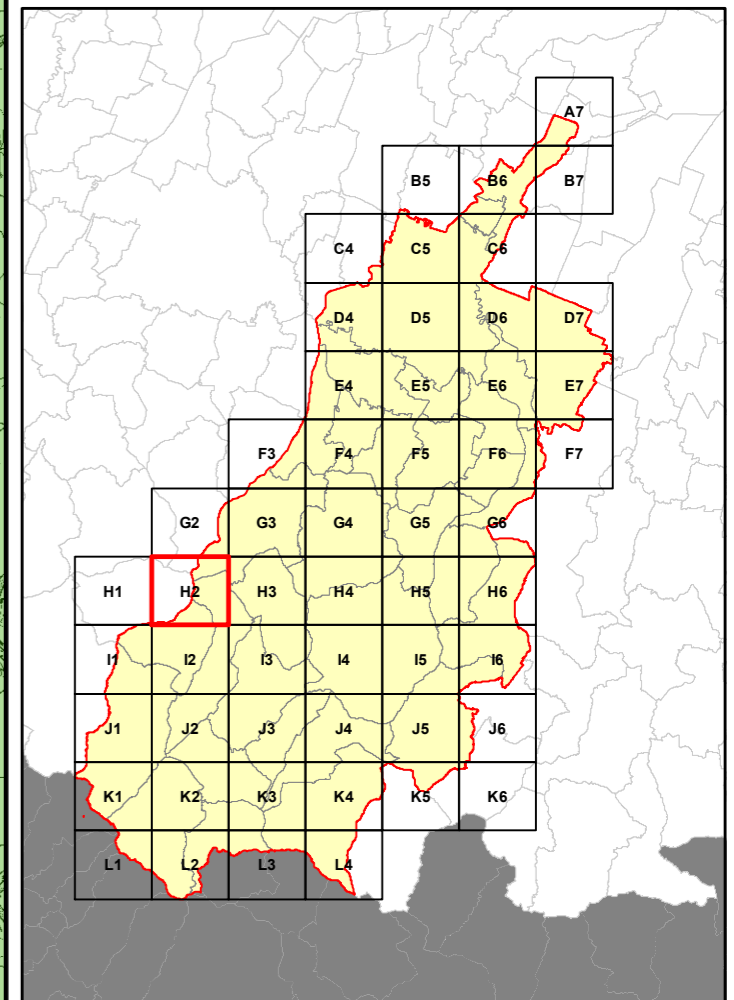 A7
B5 B6 B7
C4 C5 C6
D4 D5 D6 D7
E4 E5 E6 E7
F3 F4 F5 F6 F7
G2 G3 G4 G5 G6
H1 H2 H3 H4 H5 H6
I1 I2 I3 I4 I5 I6
J1 J2 J3 J4 J5 J6
K1 K2 K3 K4 K5 K6
L1 L2 L3 L4